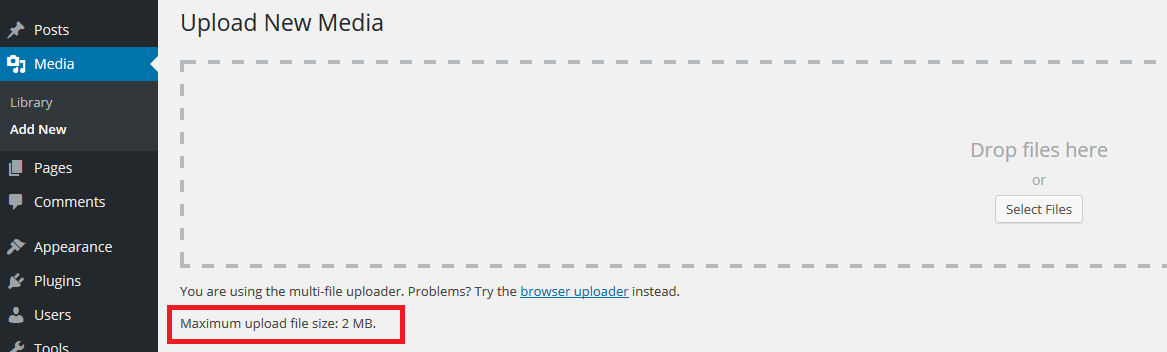 Upload New Media
Posts
Media
Library
Add New
Pages
Comments
Appearance
Plugins
Users
Tools
Drop files here
or
Select Files
You are using the multi-file uploader. Problems? Try the browser uploader instead.
Maximum upload file size: 2 MB.